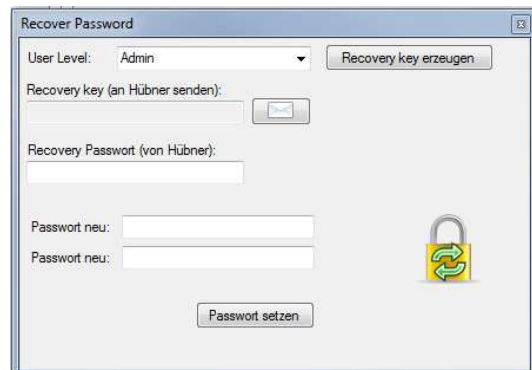 Recover Password
User Level: Admin Recovery key erzeugen
Recovery key (an Hübner senden):
Recovery Passwort (von Hübner):
Passwort neu:
Passwort neu:
Passwort setzen